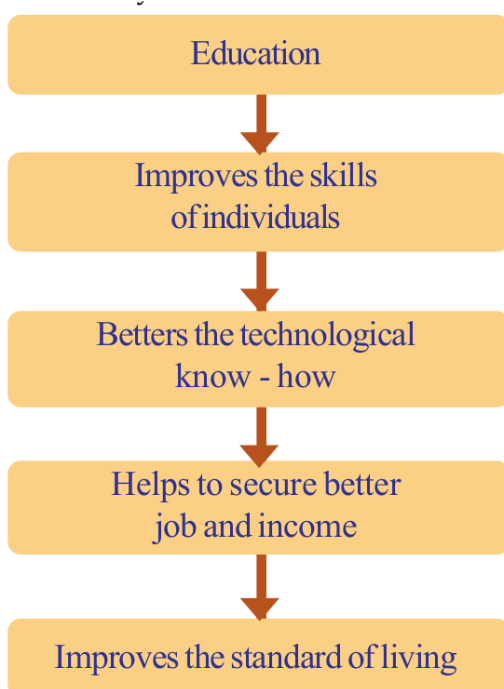 Education
Improves the skills
of individuals
Betters the technological
know - how
Helps to secure better
job and income
Improves the standard of living